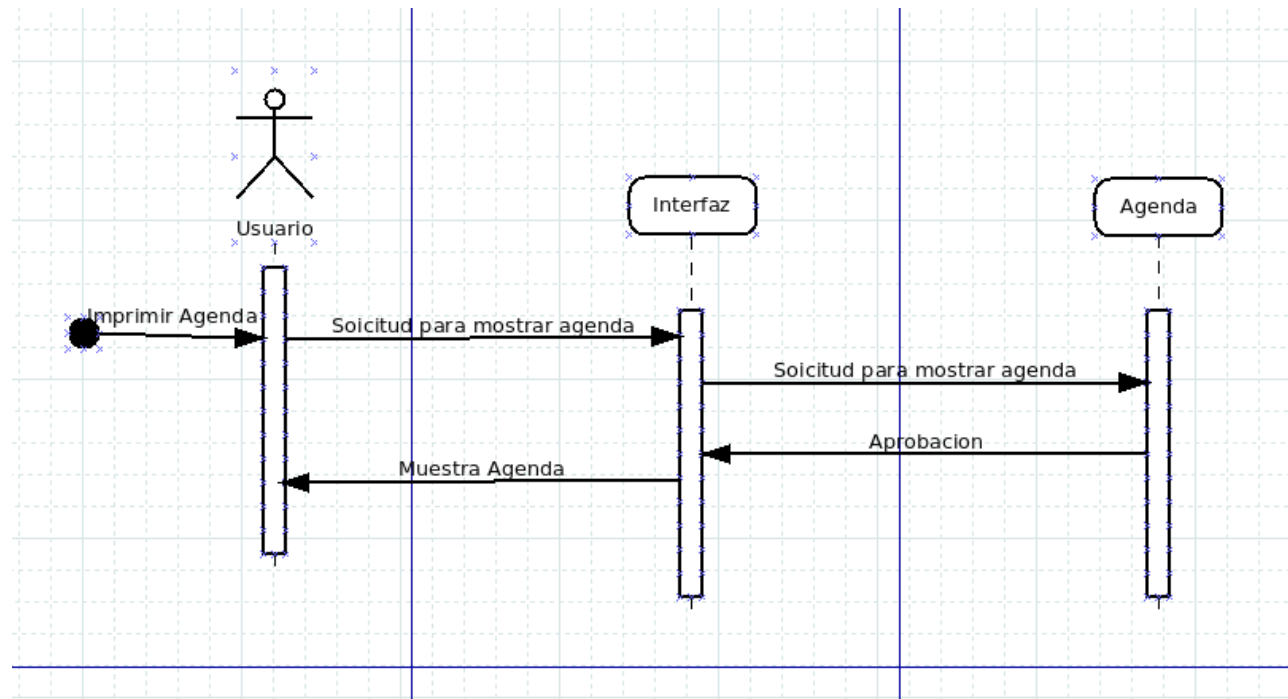 Usuario
Interfaz
Agenda
Imprimir Agenda
Soicitud para mostrar agenda
Soicitud para mostrar agenda
Aprobacion
Muestra Agenda